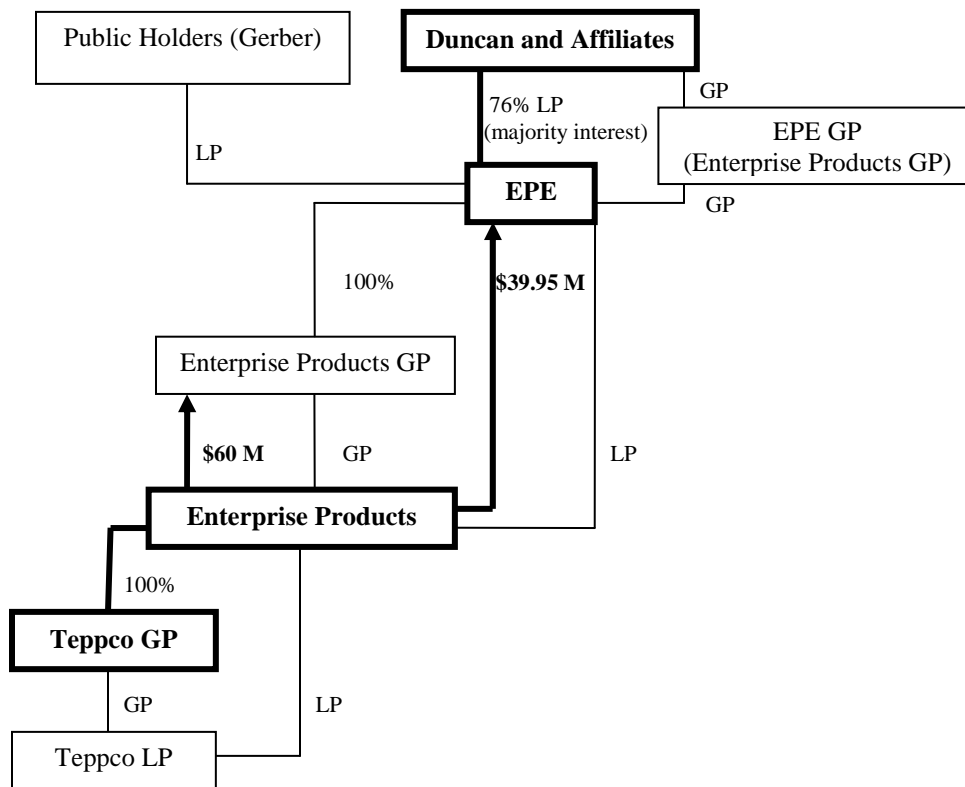 Public Holders (Gerber)
Duncan and Affiliates
76% LP
(majority interest)
GP
EPE GP
(Enterprise Products GP)
LP
EPE
GP
100%
$39.95 M
Enterprise Products GP
$60 M
GP
LP
Enterprise Products
100%
Teppco GP
GP
LP
Teppco LP